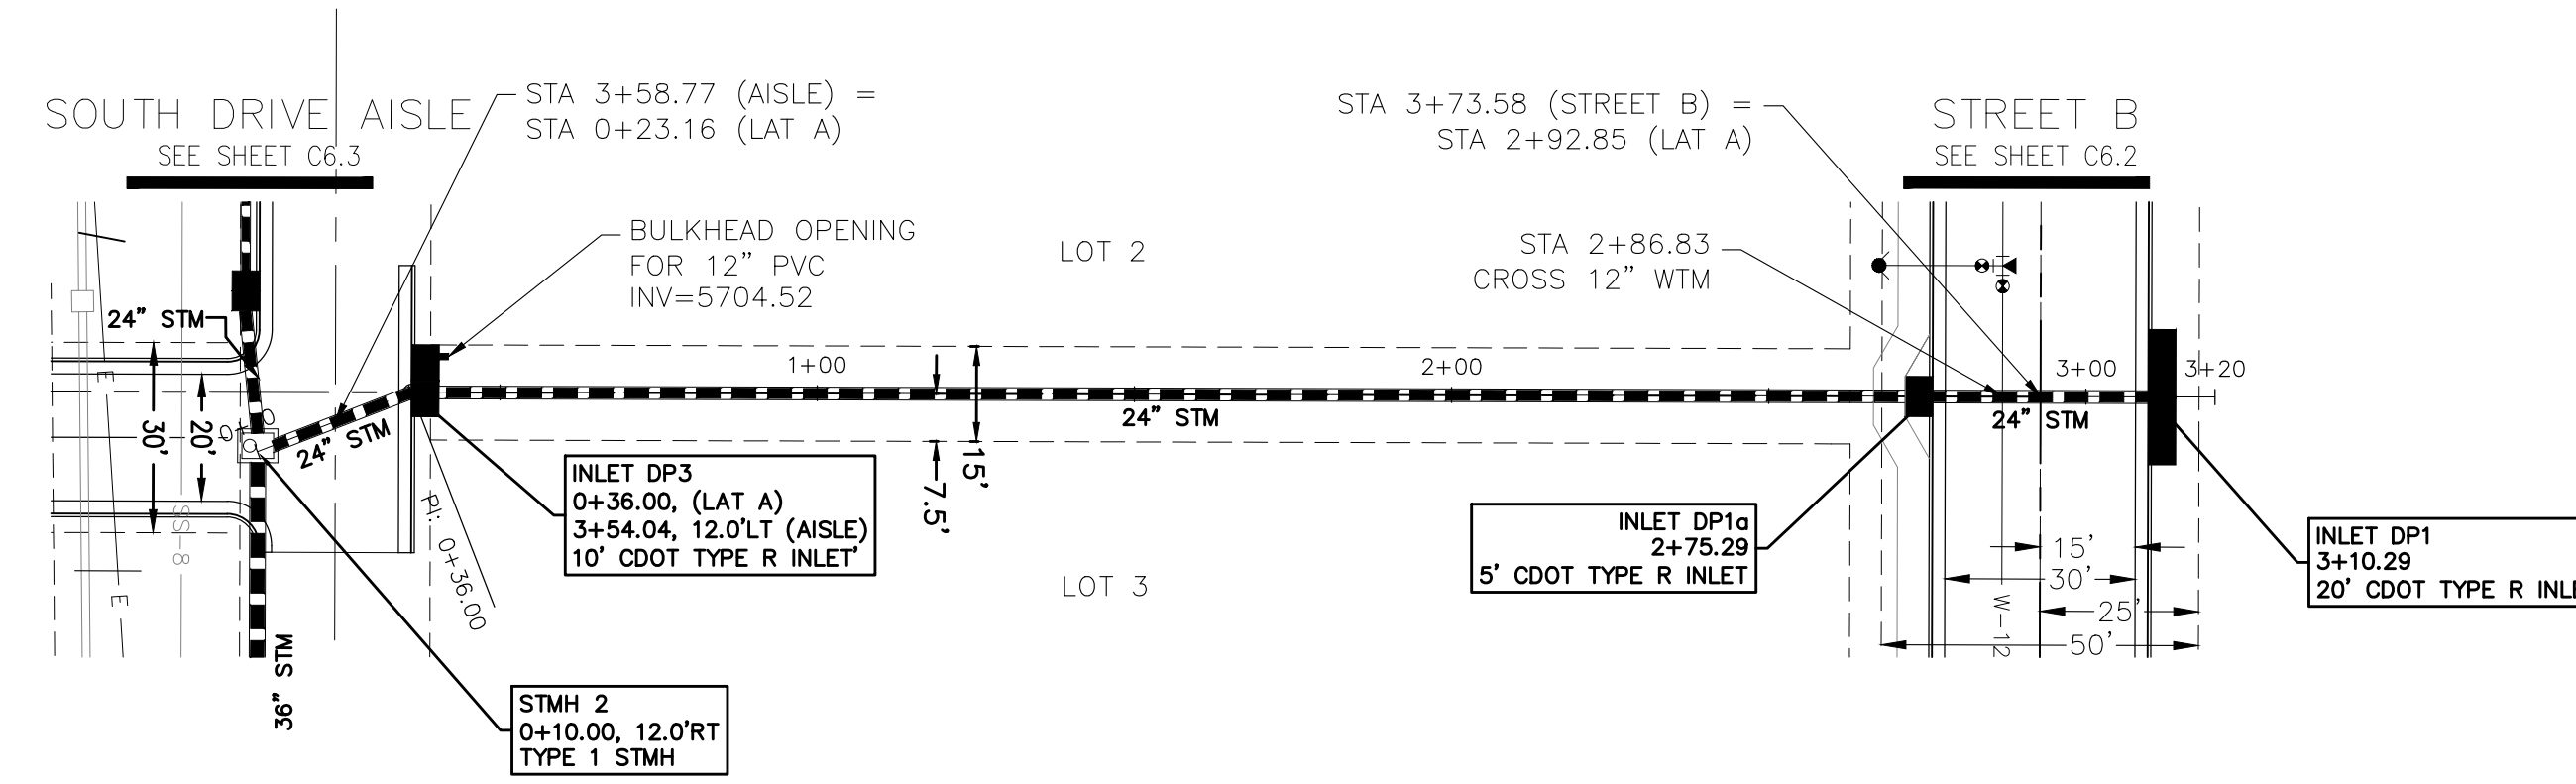 SOUTH DRIVE AISLE
SEE SHEET C6.3
STA 3+58.77 (AISLE) =
STA 0+23.16 (LAT A)
STA 3+73.58 (STREET B) =
STA 2+92.85 (LAT A)
STREET B
SEE SHEET C6.2
BULKHEAD OPENING
FOR 12" PVC
INV=5704.52
LOT 2
STA 2+86.83
CROSS 12" WTM
24" STM
1+00
2+00
3+00
3+20
24" STM
24" STM
24" STM
E
E
30'
20'
SS-8
15'
7.5'
PI: 0+36.00
INLET DP3
0+36.00, (LAT A)
3+54.04, 12.0'LT (AISLE)
10' CDOT TYPE R INLET'
LOT 3
INLET DP1a
2+75.29
5' CDOT TYPE R INLET
15'
30'
25'
50'
W-12
INLET DP1
3+10.29
20' CDOT TYPE R
36" STM
STMH 2
0+10.00, 12.0'RT
TYPE 1 STMH